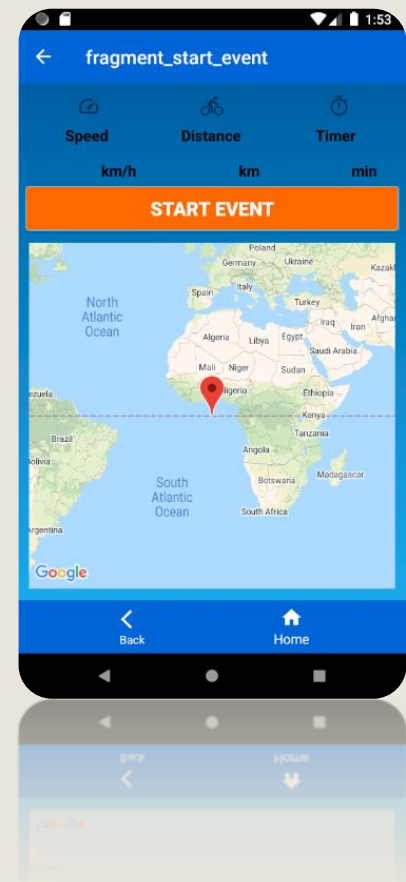 1:53
fragment_start_event
Speed Distance Timer
km/h km min
START EVENT
Poland
Germany Ukraine
Kazak
Spain Italy
Turkey
North
Atlantic
Ocean
Iraq Iran Afghan
Algeria Libya Egypt
Saudi Arabia
Mali Niger Sudan
ezuela
Nigeria Ethiopia
Kenya
Brazil
Tanzania
Angola
olivia
South
Atlantic
Ocean
Botswana Madagascar
South Africa
Argentina
Google
Back Home